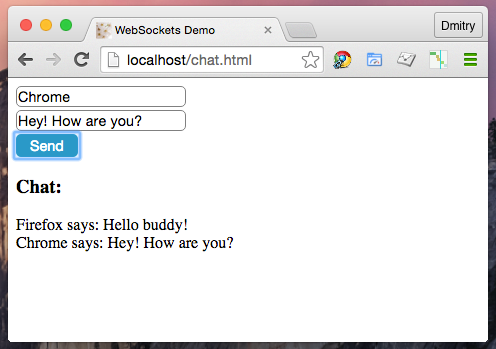 WebSockets Demo
Dmitry
localhost/chat.html
Chrome
Hey! How are you?
Send
Chat:
Firefox says: Hello buddy!
Chrome says: Hey! How are you?